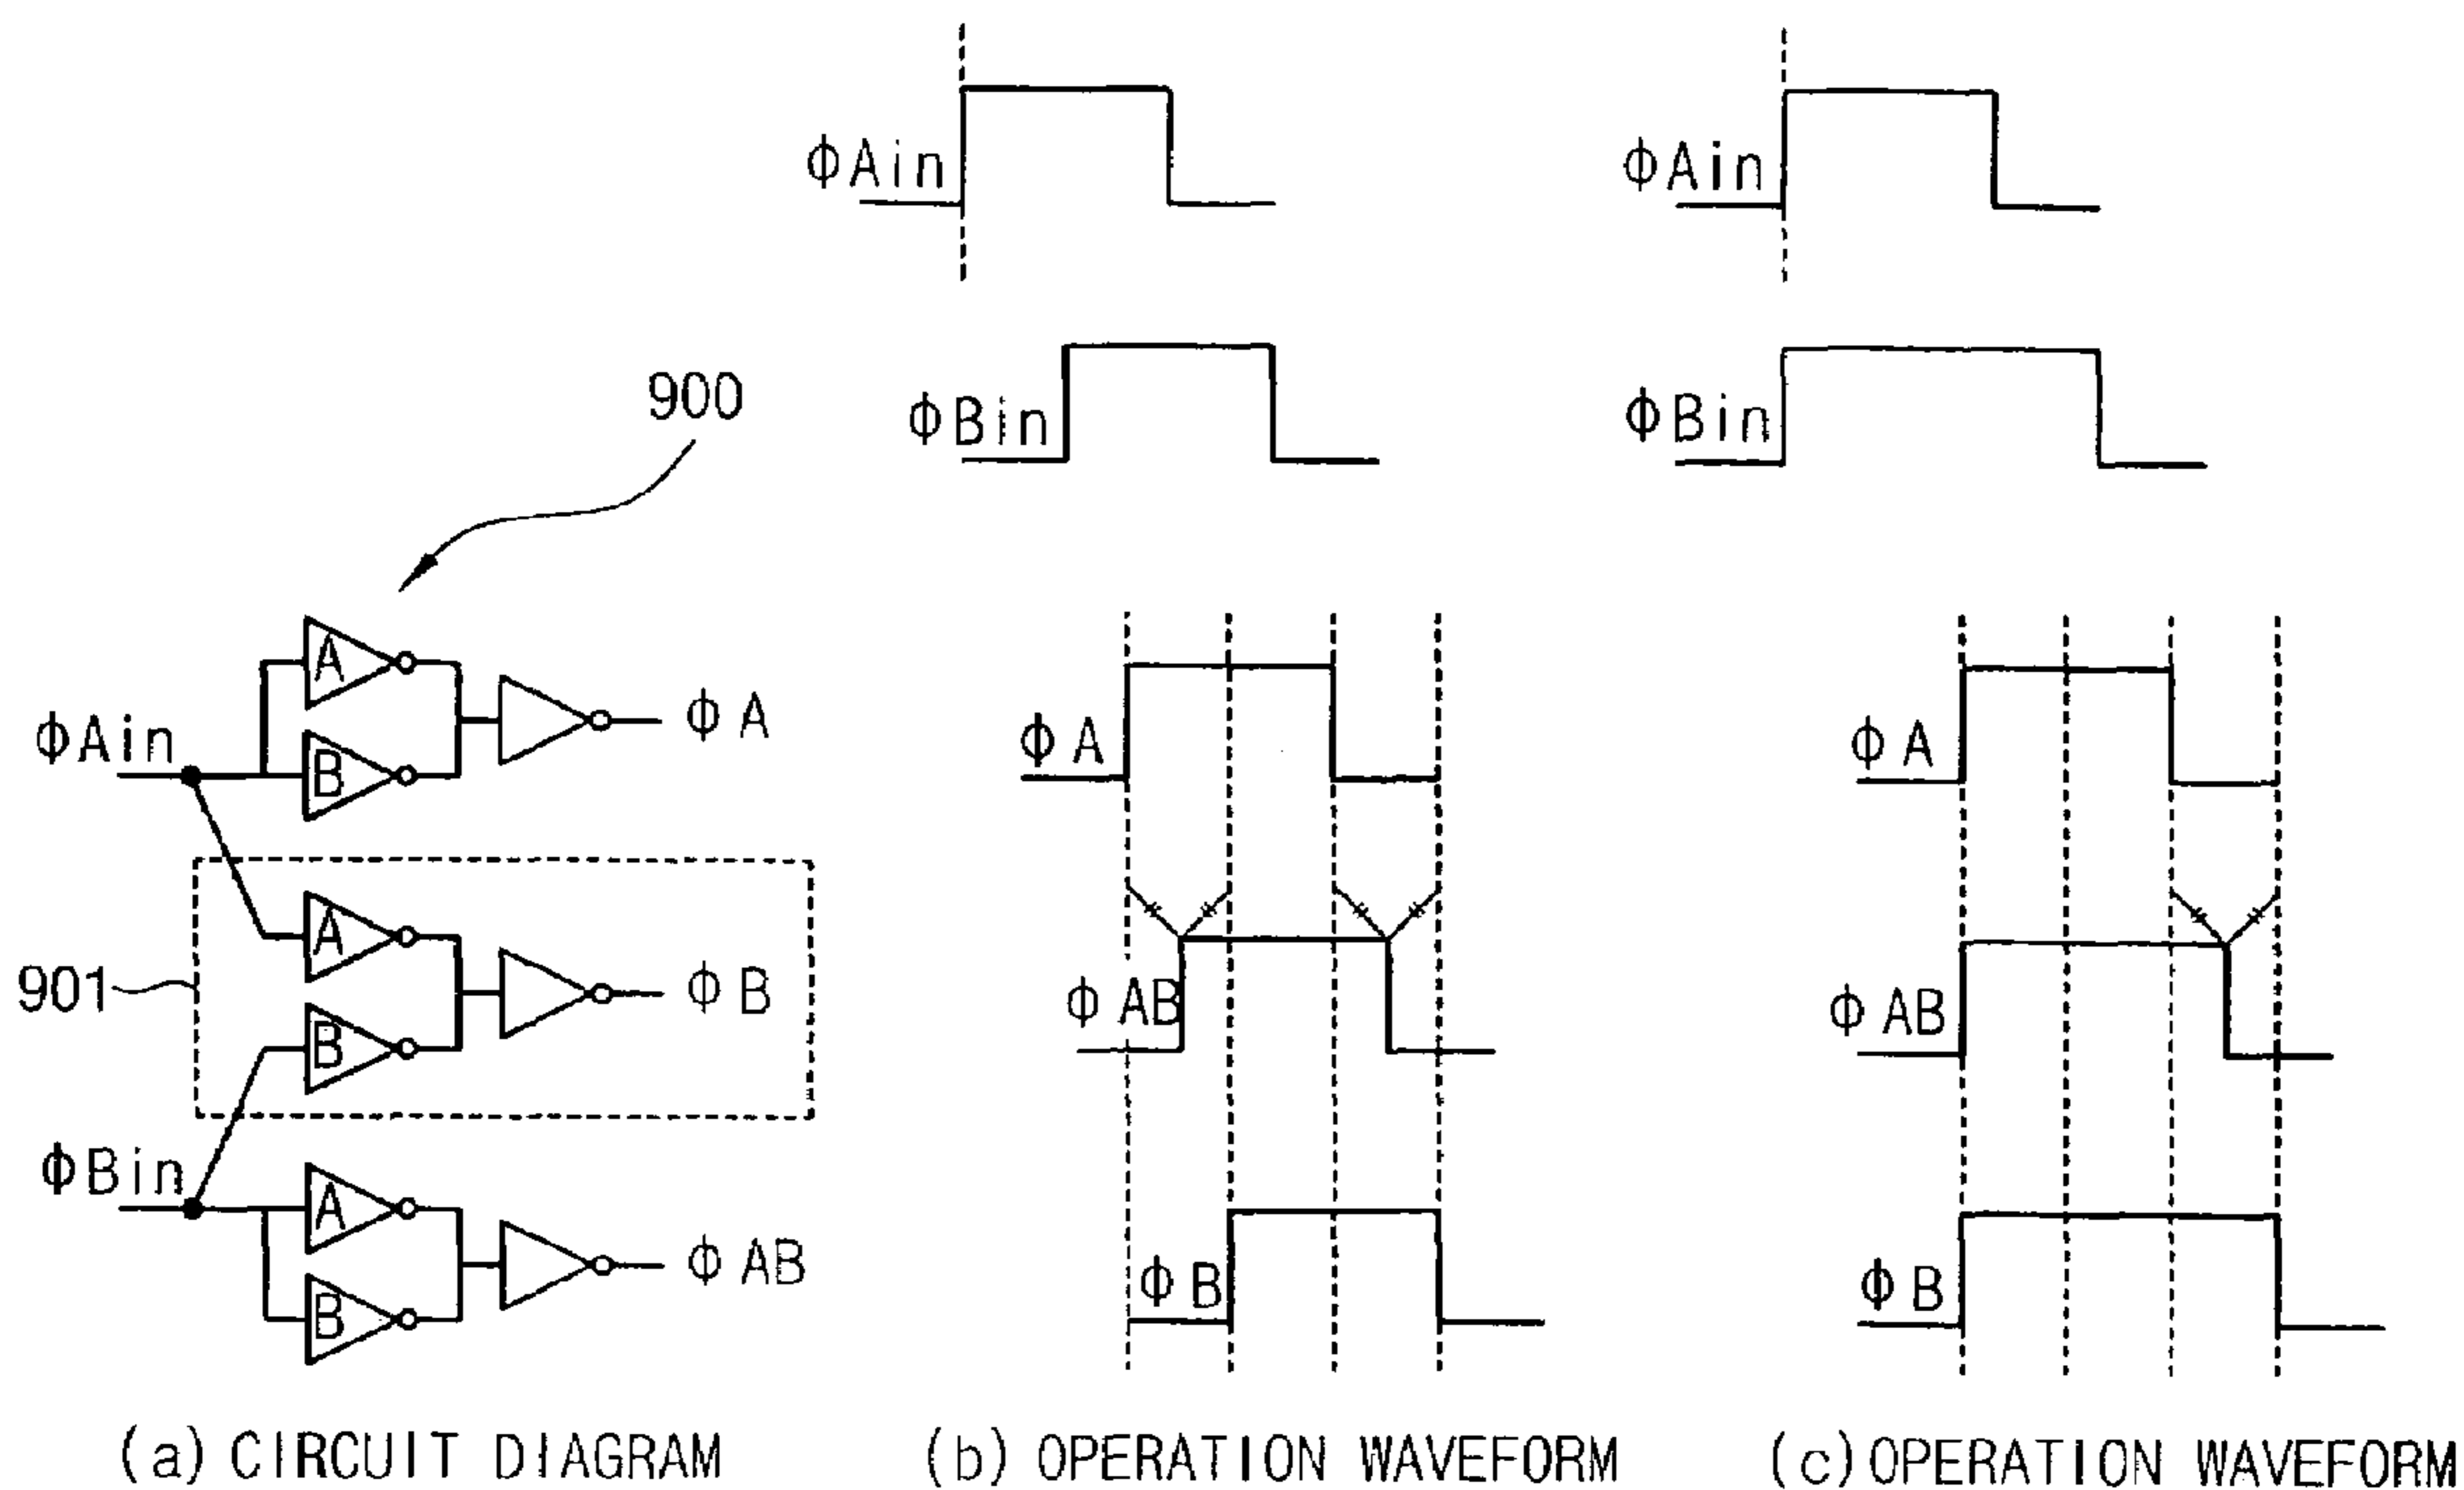 900
A
B
ΦAin
ΦA
901
A
B
ΦB
ΦBin
A
B
ΦAB
(a) CIRCUIT DIAGRAM
ΦAin
ΦBin
ΦA
ΦAB
ΦB
(b) OPERATION WAVEFORM
ΦAin
ΦBin
ΦA
ΦAB
ΦB
(c) OPERATION WAVEFORM